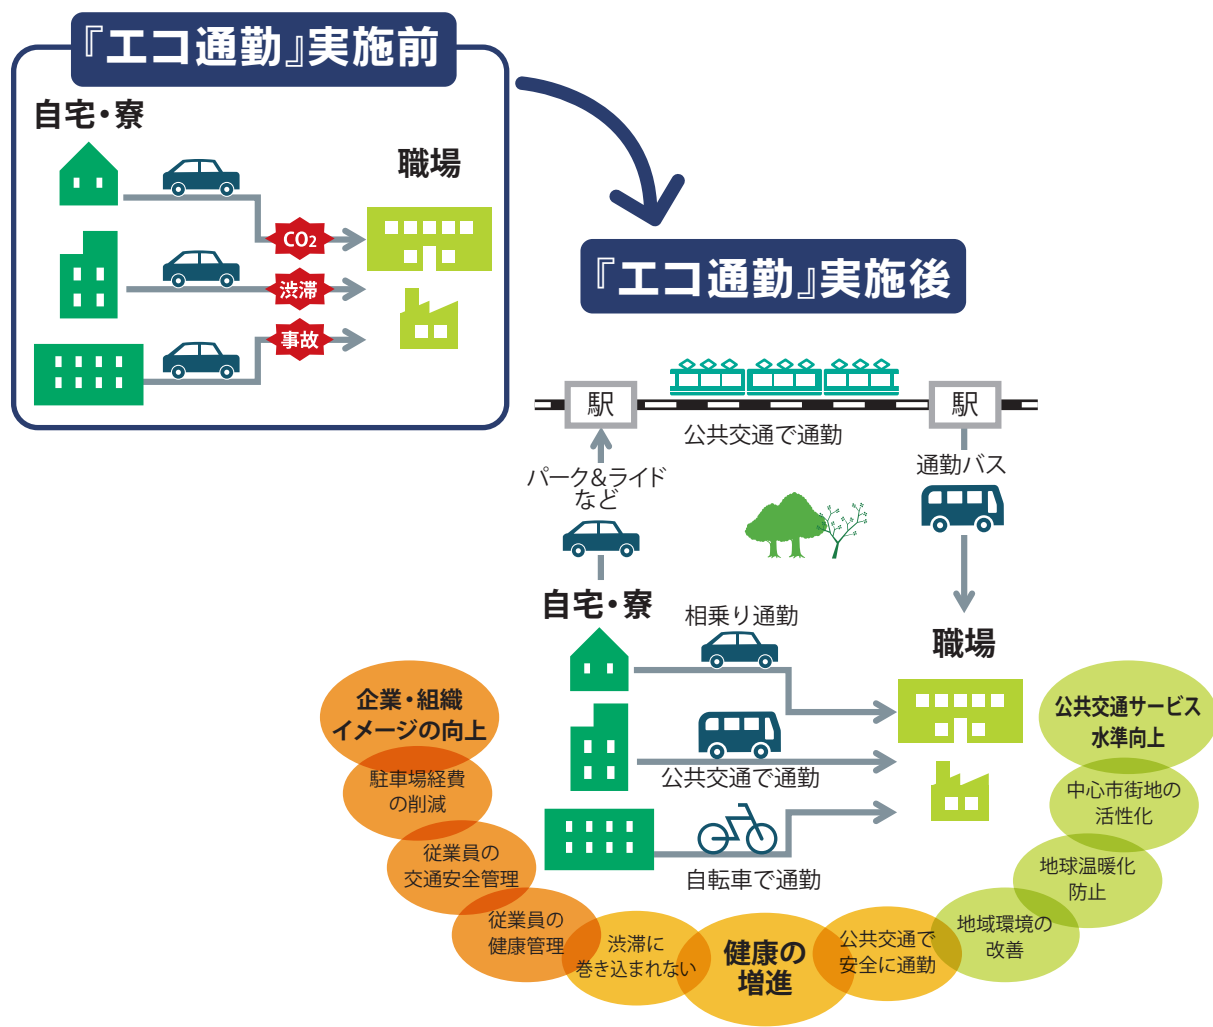 『エコ通勤』実施前
自宅・寮
職場
CO2
渋滞
事故
『エコ通勤』実施後
駅
駅
公共交通で通勤
パーク&ライド
など
通勤バス
自宅・寮
相乗り通勤
職場
公共交通で通勤
自転車で通勤
企業・組織
イメージの向上
駐車場経費
の削減
従業員の
交通安全管理
従業員の
健康管理
渋滞に
巻き込まれない
健康の
増進
公共交通で
安全に通勤
地域環境の
改善
地球温暖化
防止
中心市街地の
活性化
公共交通サービス
水準向上